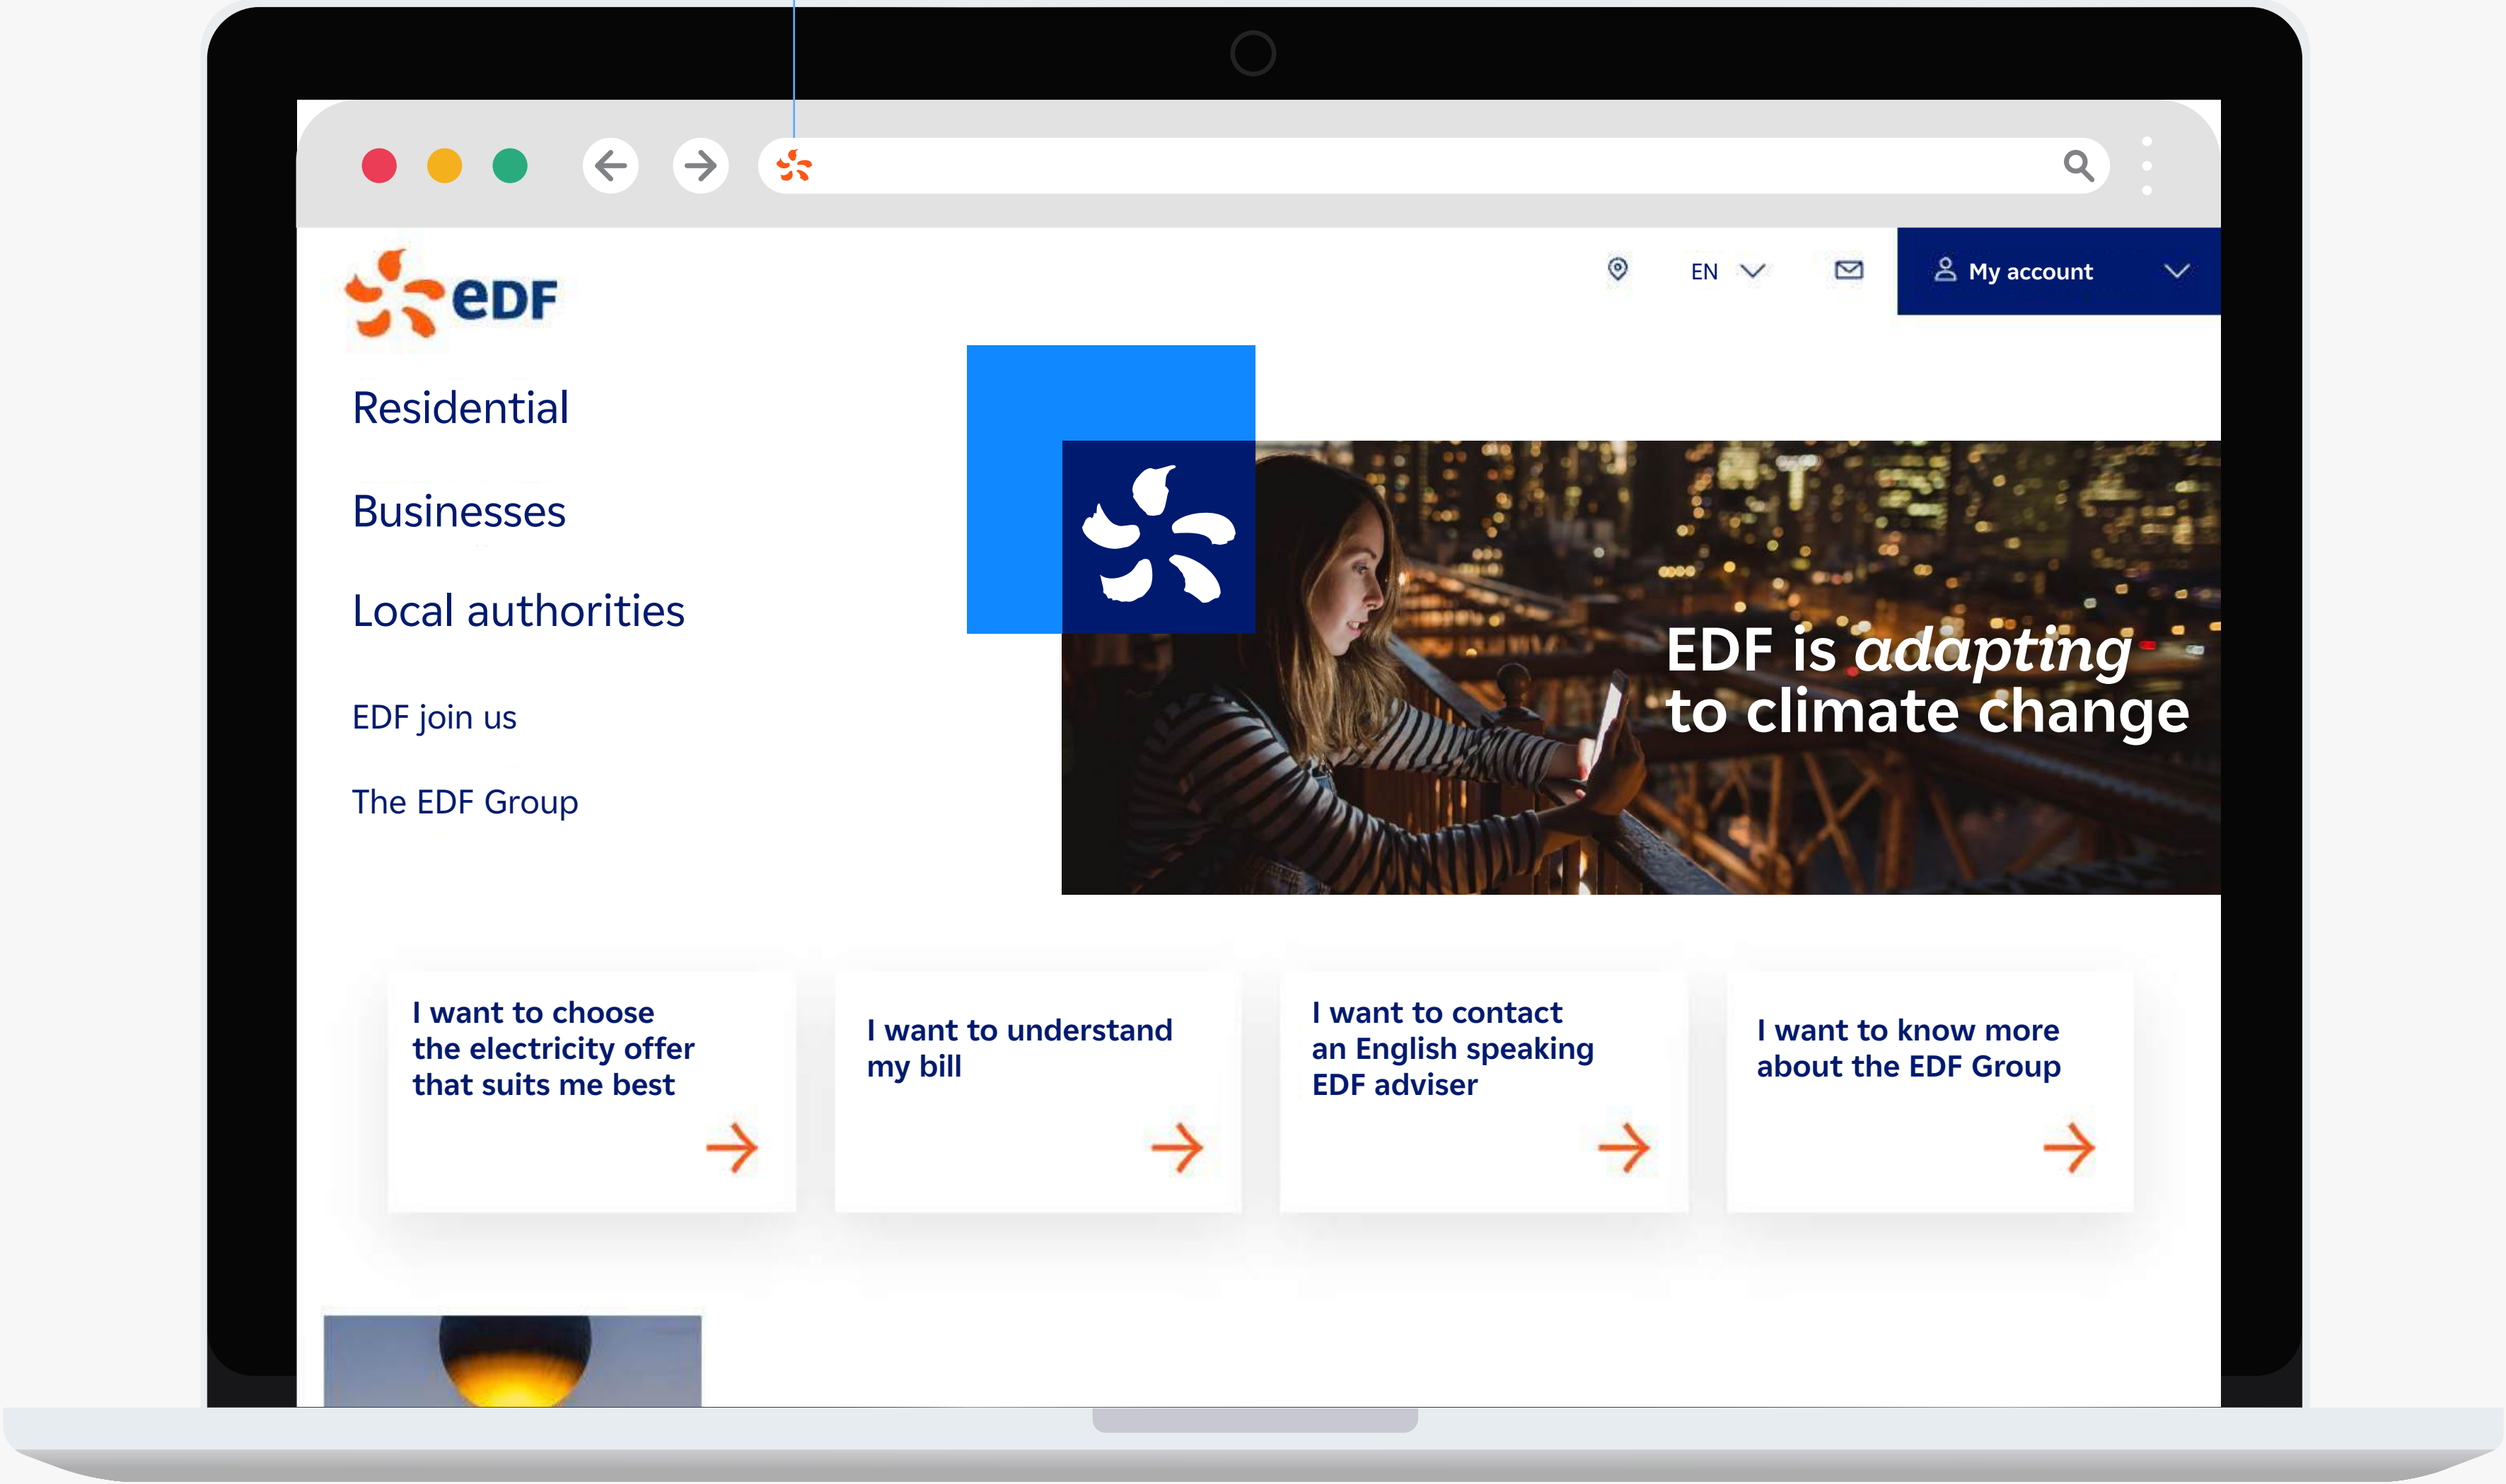 eDF
EN
My account
Residential
Businesses
Local authorities
EDF join us
The EDF Group
EDF is adapting
to climate change
I want to choose
the electricity offer
that suits me best
I want to understand
my bill
I want to contact
an English speaking
EDF adviser
I want to know more
about the EDF Group